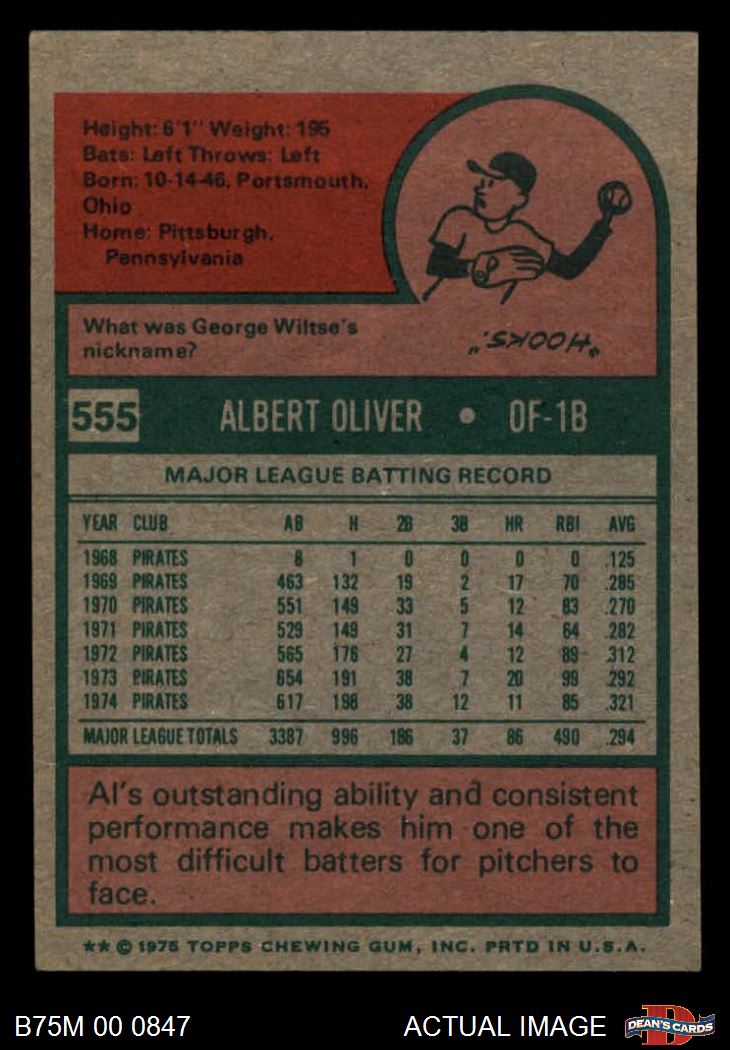 Height: 6'1" Weight: 195
Bats: Left Throws: Left
Born: 10-14-46, Portsmouth,
Ohio
Home: Pittsburgh,
Pennsylvania
What was George Wiltse's
nickname?
"HOOKS."
555 ALBERT OLIVER • OF-1B
MAJOR LEAGUE BATTING RECORD
YEAR CLUB AB H 2B 3B HR RBI AVG
1968 PIRATES 8 1 0 0 0 0 .125
1969 PIRATES 463 132 19 2 17 70 .285
1970 PIRATES 551 149 33 5 12 83 .270
1971 PIRATES 529 149 31 7 14 64 .282
1972 PIRATES 565 176 27 4 12 89 .312
1973 PIRATES 654 191 38 7 20 99 .292
1974 PIRATES 617 198 38 12 11 85 .321
MAJOR LEAGUE TOTALS 3387 996 186 37 86 490 .294
Al's outstanding ability and consistent
performance makes him one of the
most difficult batters for pitchers to
face.
** © 1975 TOPPS CHEWING GUM, INC. PRTD IN U.S.A.
B75M 00 0847 ACTUAL IMAGE
D
DEAN'S CARDS